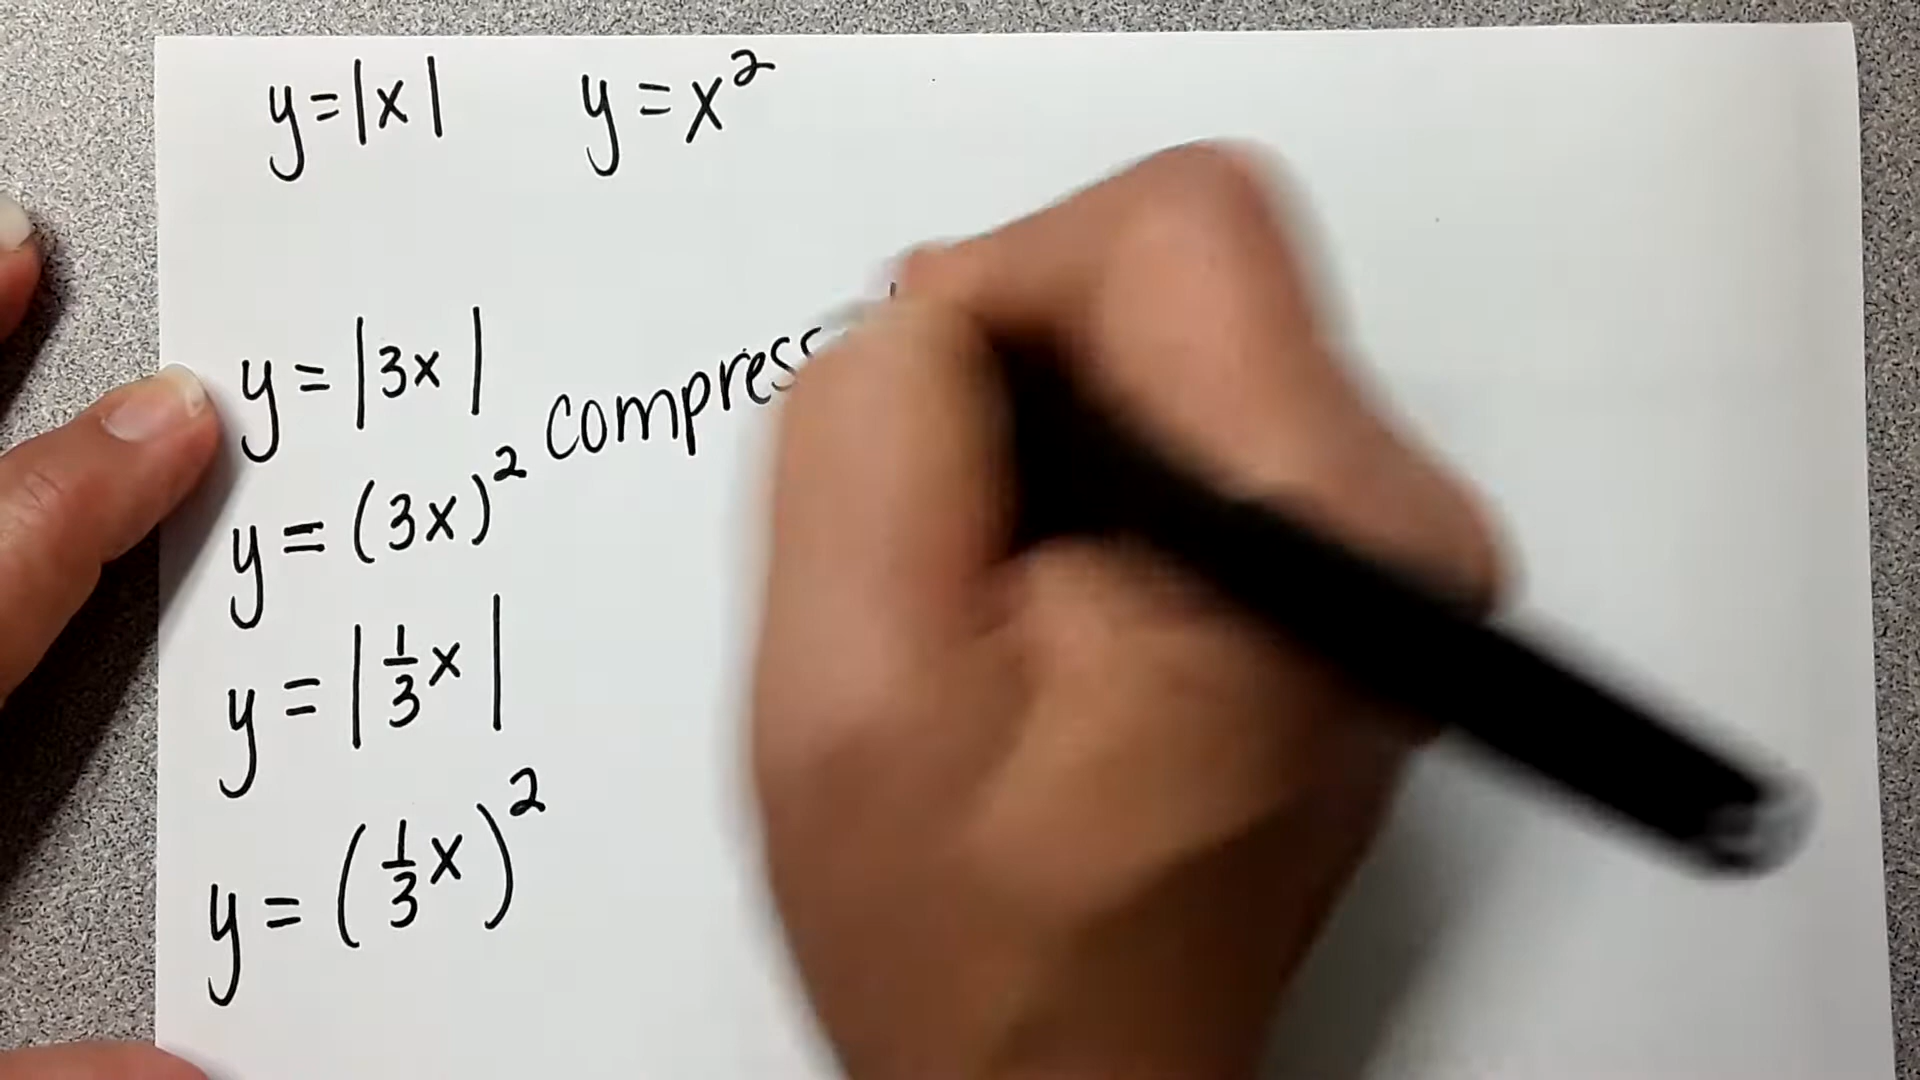 y=|x| y=x²
y=|3x|
compress
y=(3x)²
y=|1/3x|
y=(1/3x)²